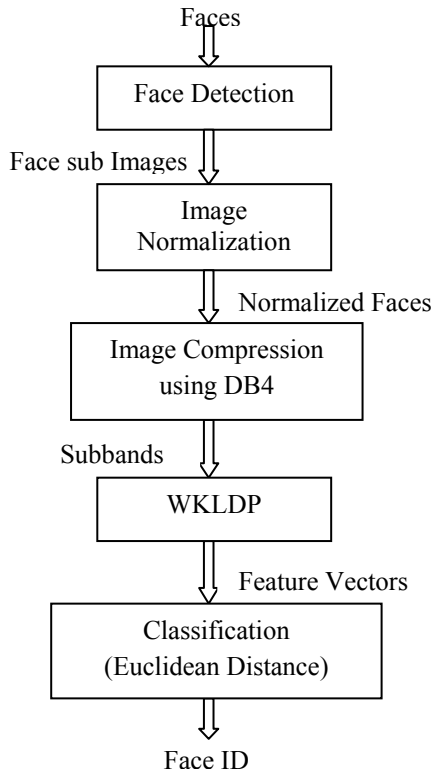 Faces
Face Detection
Face sub Images
Image
Normalization
Normalized Faces
Image Compression
using DB4
Subbands
WKLDP
Feature Vectors
Classification
(Euclidean Distance)
Face ID